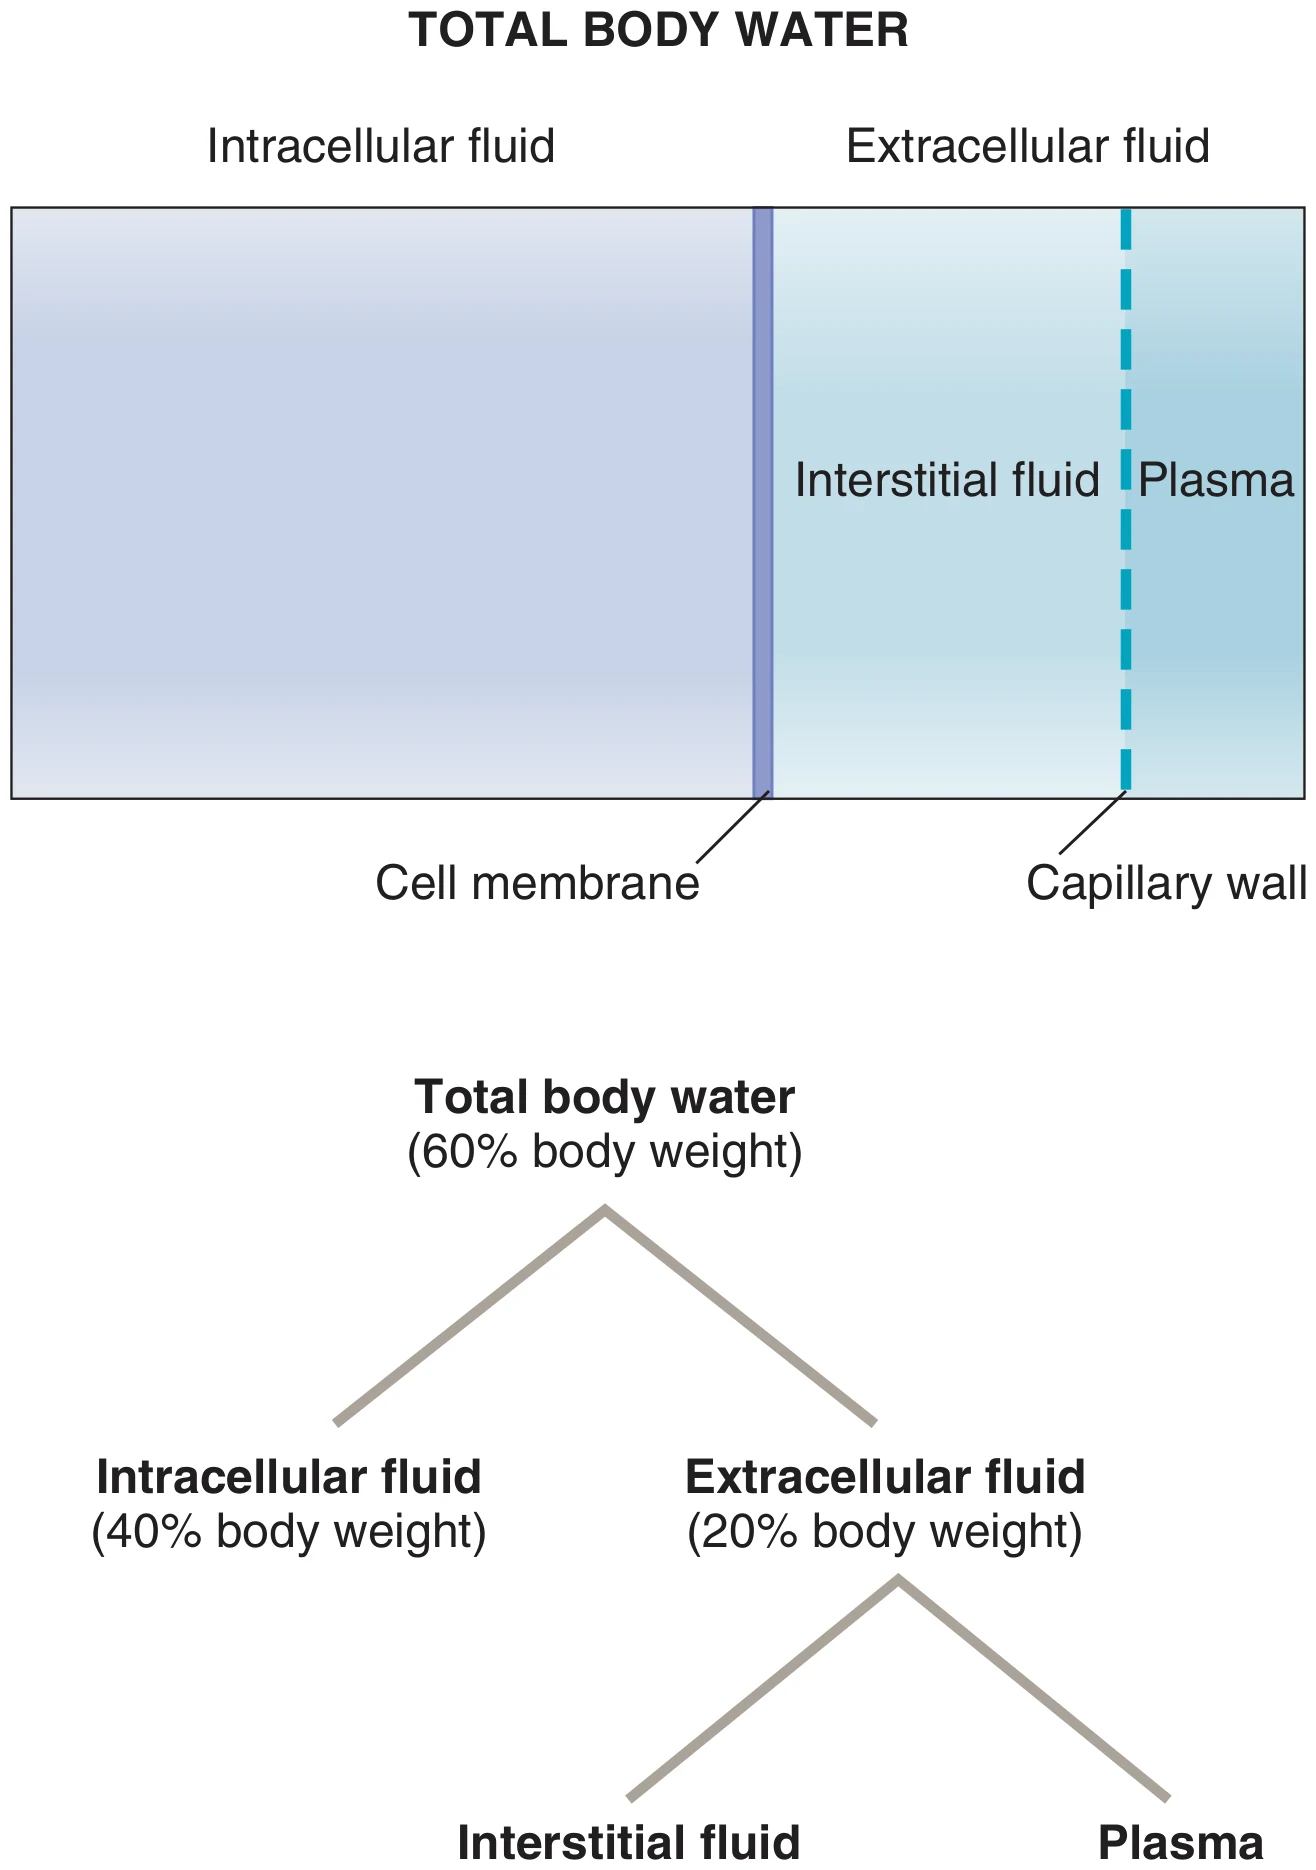 TOTAL BODY WATER
Intracellular fluid
Extracellular fluid
Interstitial fluid
Plasma
Cell membrane
Capillary wall
Total body water
(60% body weight)
Intracellular fluid
(40% body weight)
Extracellular fluid
(20% body weight)
Interstitial fluid
Plasma